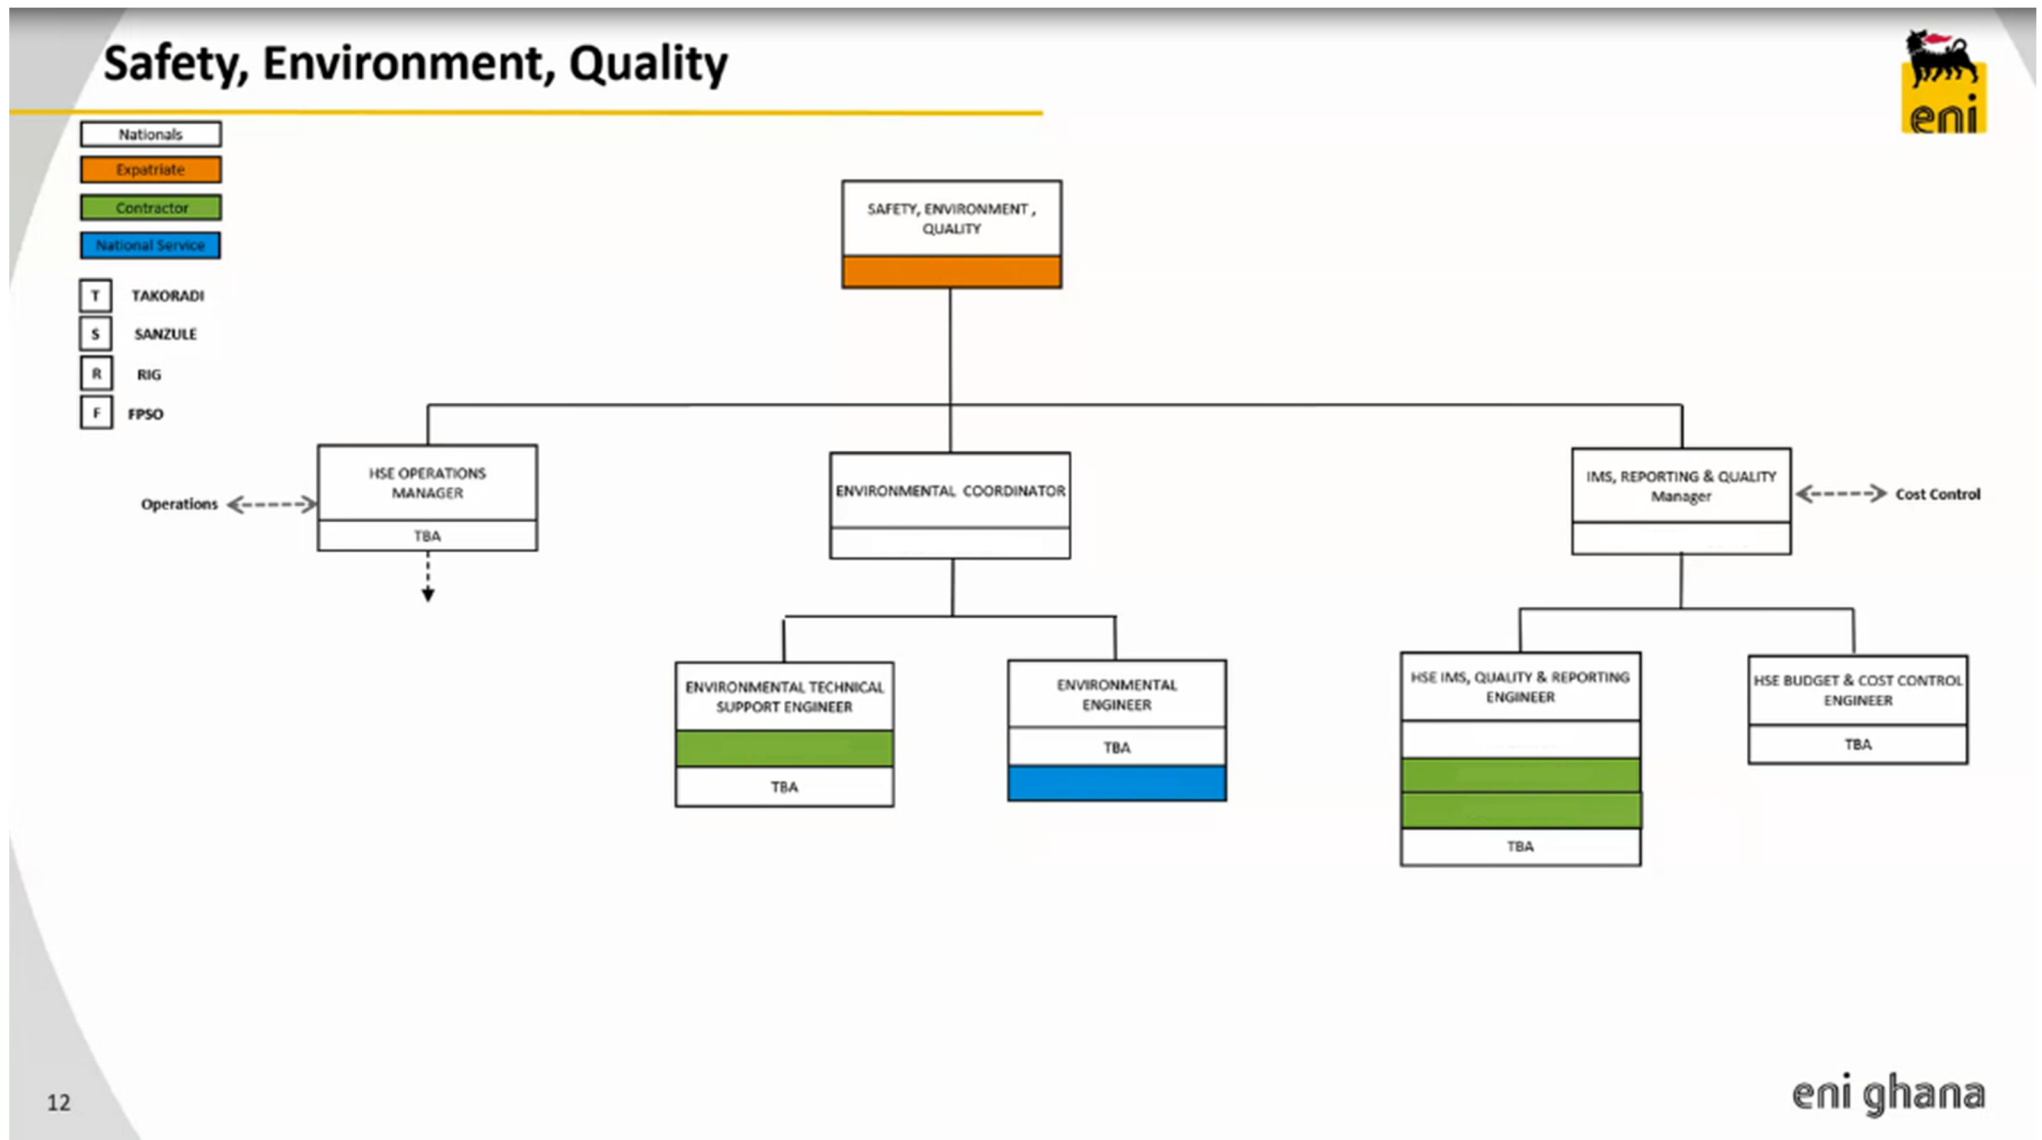 Safety, Environment, Quality
eni
Nationals
Expatriate
Contractor
National Service
T TAKORADI
S SANZULE
R RIG
F FPSO
SAFETY, ENVIRONMENT ,
QUALITY
Operations
HSE OPERATIONS
MANAGER
TBA
ENVIRONMENTAL COORDINATOR
IMS, REPORTING & QUALITY
Manager
Cost Control
ENVIRONMENTAL TECHNICAL
SUPPORT ENGINEER
TBA
ENVIRONMENTAL
ENGINEER
TBA
HSE IMS, QUALITY & REPORTING
ENGINEER
TBA
HSE BUDGET & COST CONTROL
ENGINEER
TBA
12
eni ghana